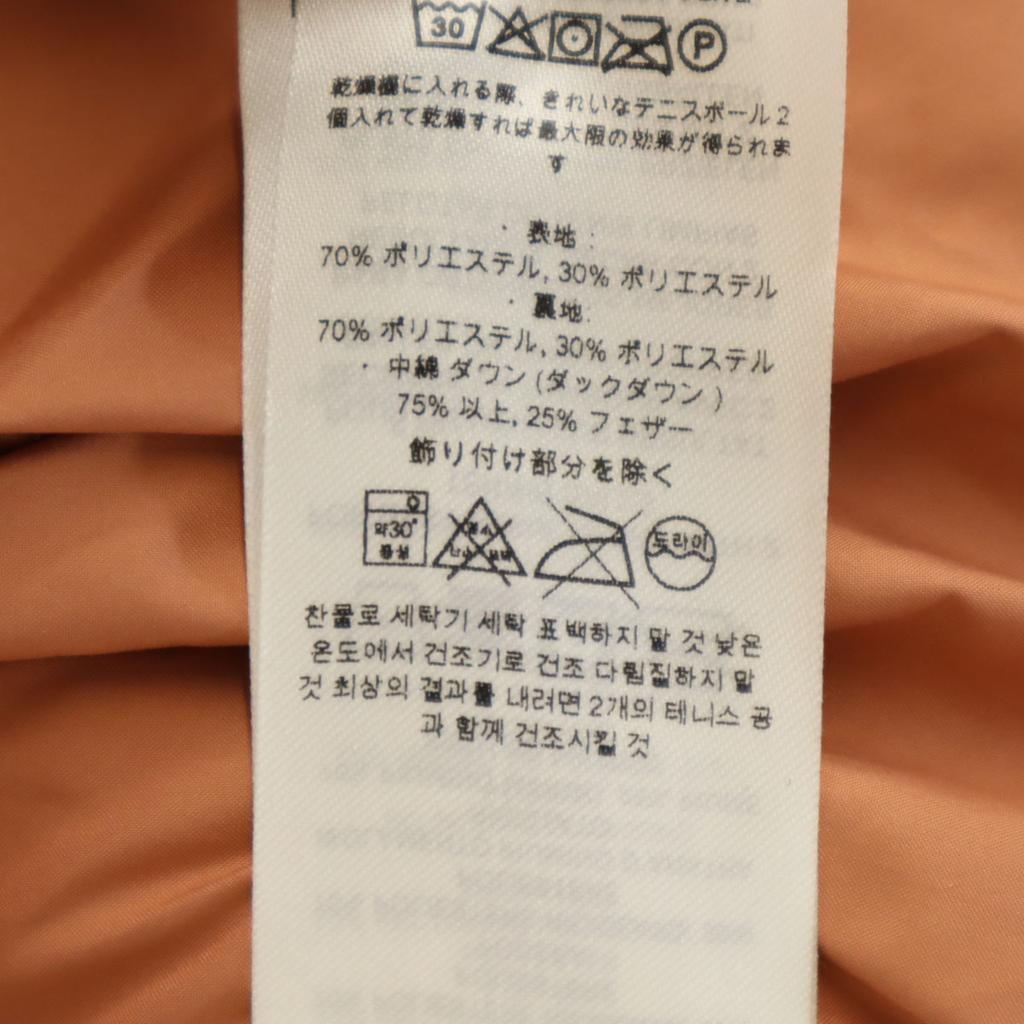 30 P
乾燥機に入れる際、きれいなテニスボール2
個入れて乾燥すれば最大限の効果が得られま
す
・ 表地 :
70% ポリエステル, 30% ポリエステル
・ 裏地:
70% ポリエステル, 30% ポリエステル
・ 中綿 ダウン (ダックダウン )
75% 以上, 25% フェザー
飾り付け部分を除く
약30° 드라이
중성
찬물로 세탁기 세탁 표백하지 말 것 낮은
온도에서 건조기로 건조 다림질하지 말
것 최상의 결과를 내려면 2개의 테니스 공
과 함께 건조시킬 것